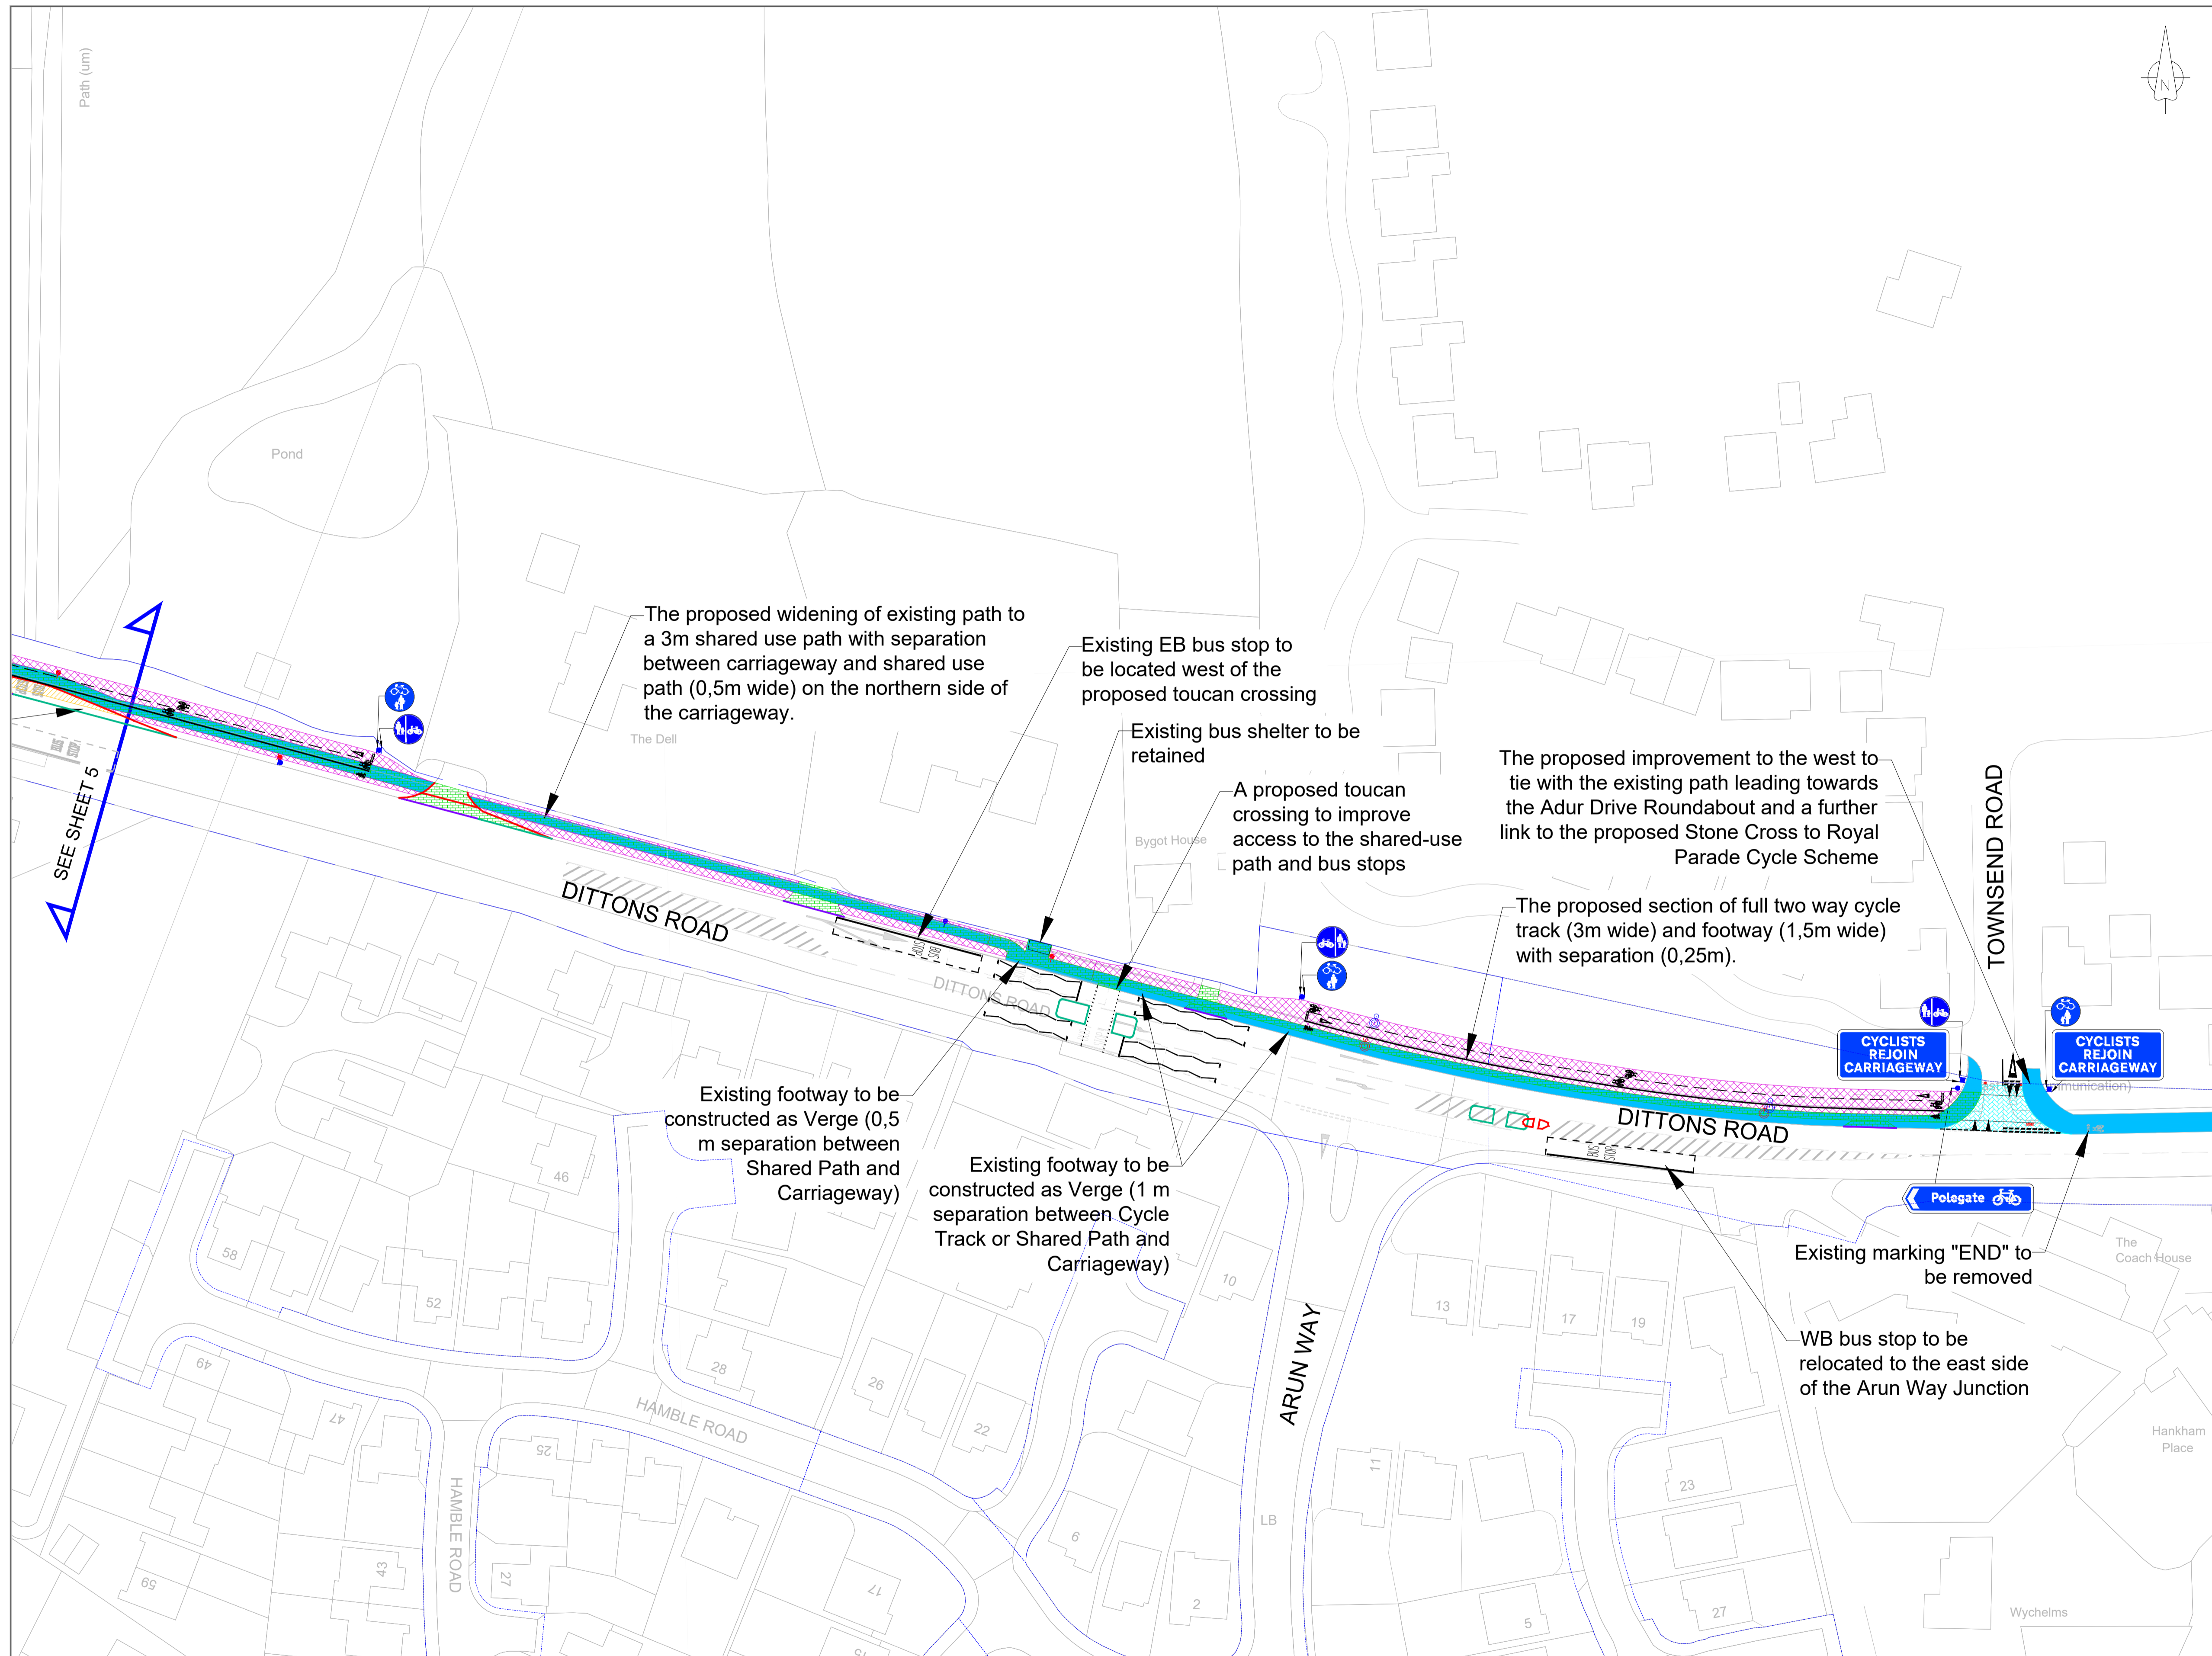 Path (um)
N
Pond
The proposed widening of existing path to
a 3m shared use path with separation
between carriageway and shared use
path (0,5m wide) on the northern side of
the carriageway.
The Dell
Existing EB bus stop to
be located west of the
proposed toucan crossing
Existing bus shelter to be
retained
A proposed toucan
crossing to improve
access to the shared-use
path and bus stops
Bygot House
The proposed improvement to the west to
tie with the existing path leading towards
the Adur Drive Roundabout and a further
link to the proposed Stone Cross to Royal
Parade Cycle Scheme
The proposed section of full two way cycle
track (3m wide) and footway (1,5m wide)
with separation (0,25m).
TOWNSEND ROAD
SEE SHEET 5
BUS
STOP
BUS
STOP
DITTONS ROAD
BUS
STOP
DITTONS ROAD
CYCLISTS
REJOIN
CARRIAGEWAY
CYCLISTS
REJOIN
CARRIAGEWAY
DITTONS ROAD
BUS
STOP
Polegate
Existing footway to be
constructed as Verge (0,5
m separation between
Shared Path and
Carriageway)
Existing footway to be
constructed as Verge (1 m
separation between Cycle
Track or Shared Path and
Carriageway)
Existing marking "END" to
be removed
The
Coach House
WB bus stop to be
relocated to the east side
of the Arun Way Junction
Hankham
Place
Wychelms
ARUN WAY
HAMBLE ROAD
HAMBLE ROAD
LB
46
58
52
49
47
28
26
22
25
27
43
59
17
10
6
2
13
17
19
11
23
27
5